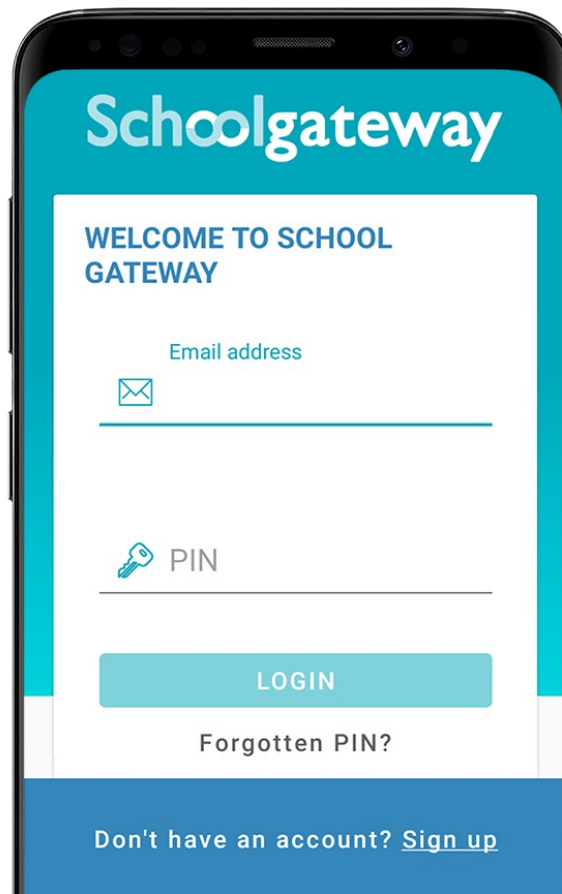 Schoolgateway
WELCOME TO SCHOOL
GATEWAY
Email address
PIN
LOGIN
Forgotten PIN?
Don't have an account? Sign up